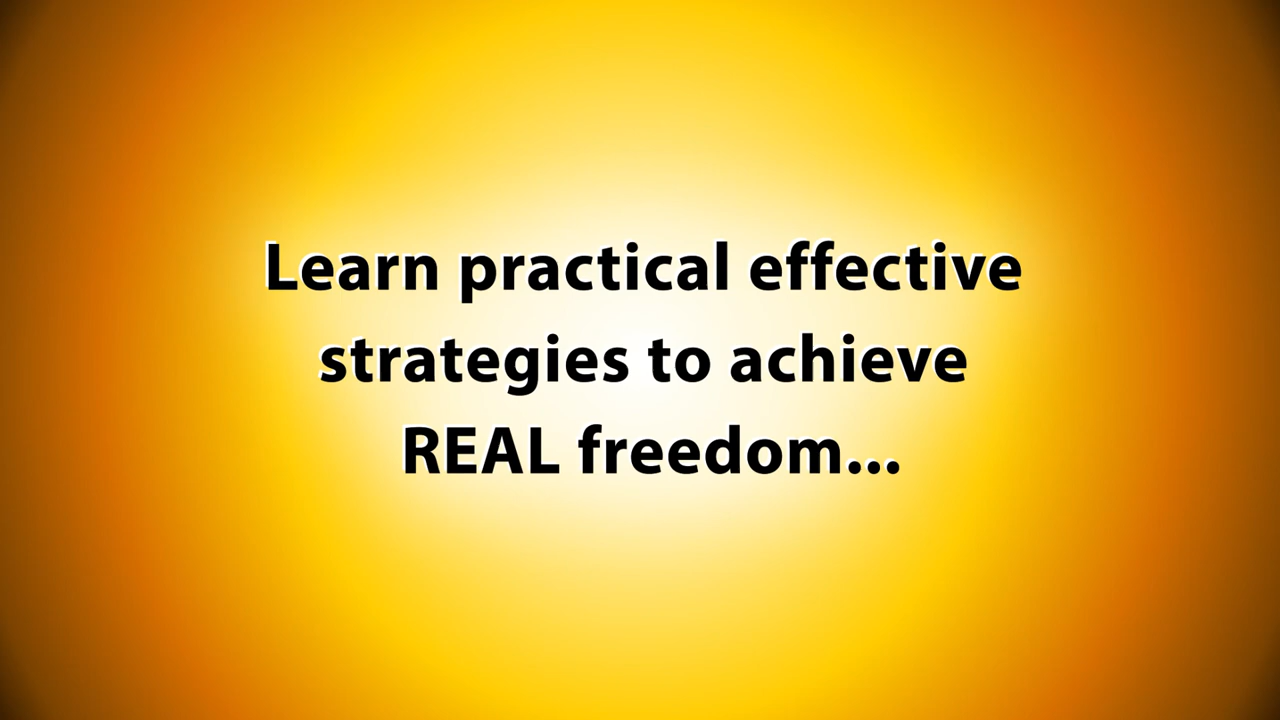 Learn practical effective
strategies to achieve
REAL freedom...